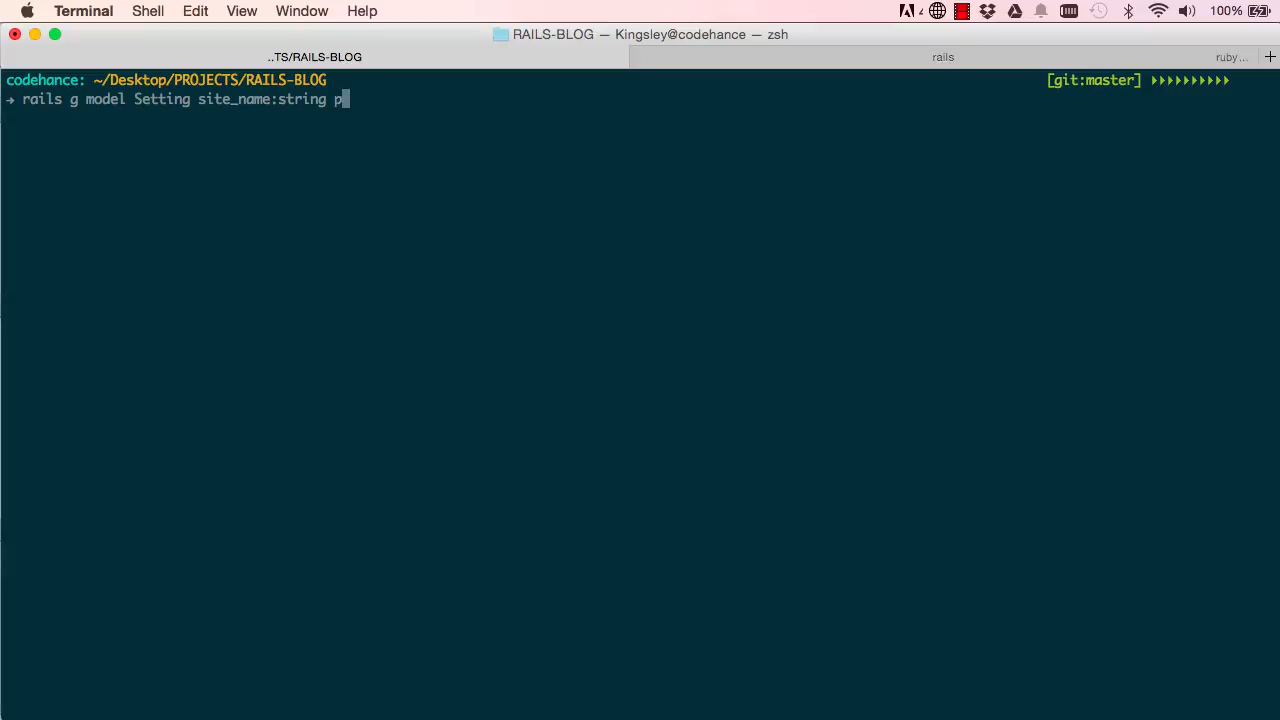 Terminal Shell Edit View Window Help 4 100%
RAILS-BLOG — Kingsley@codehance — zsh
..TS/RAILS-BLOG rails ruby... +
codehance: ~/Desktop/PROJECTS/RAILS-BLOG [git:master]
→ rails g model Setting site_name:string p